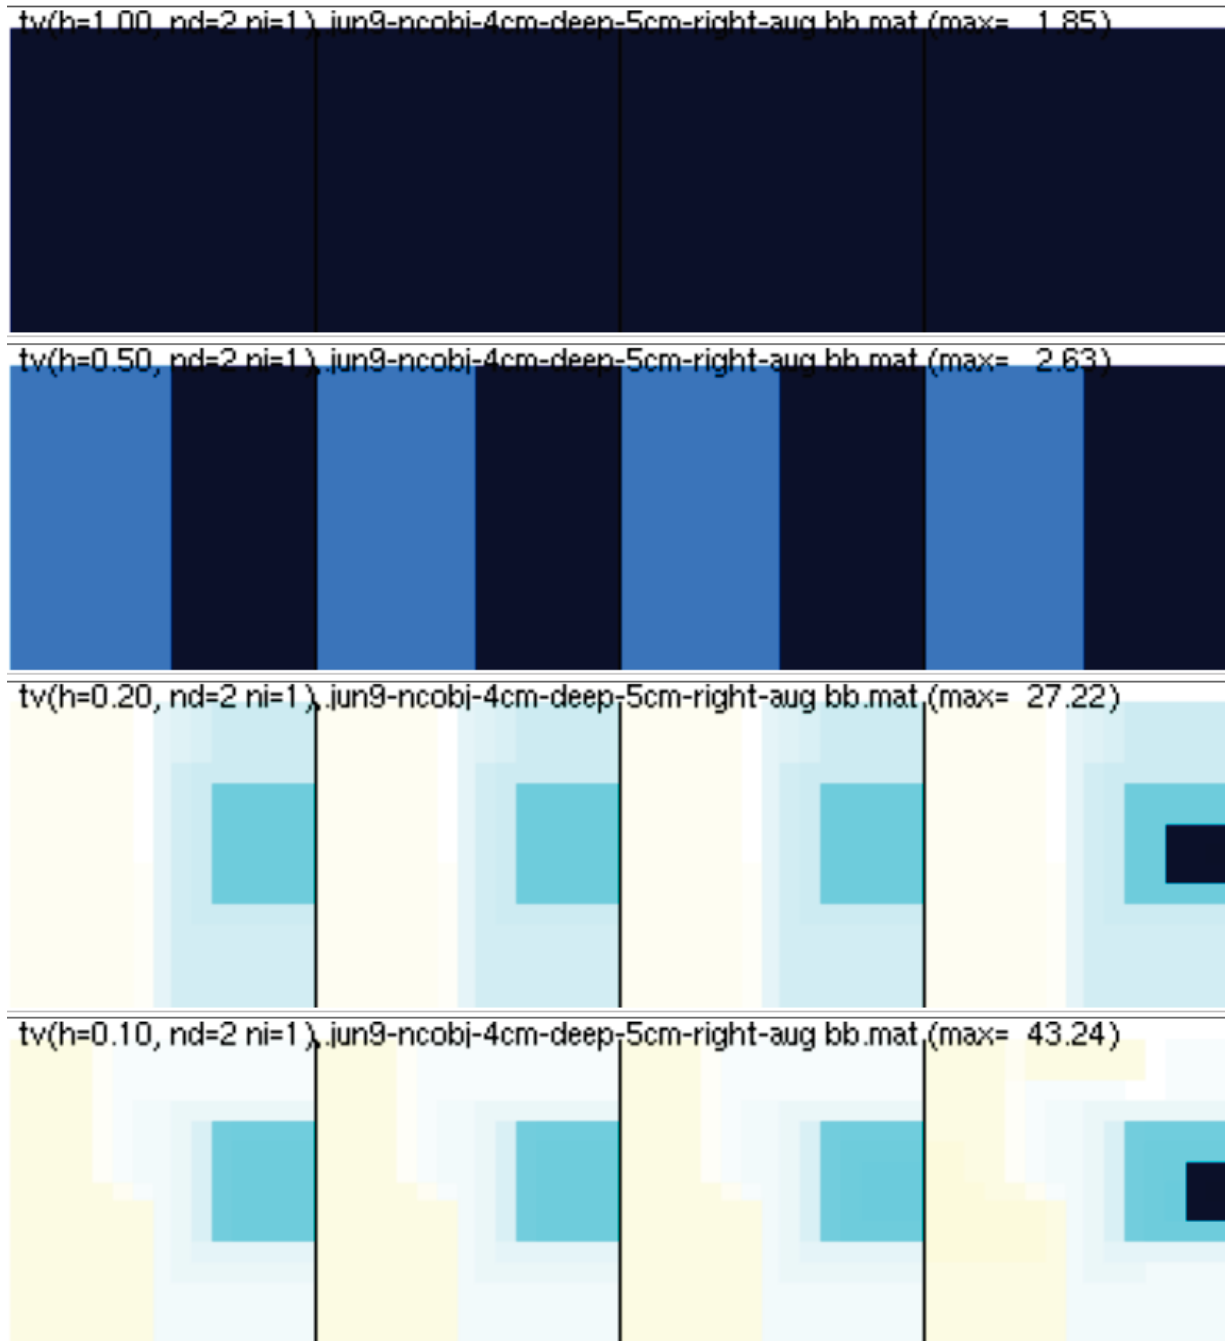 tv(h=1.00, nd=2 ni=1), .jun9-ncobj-4cm-deep-5cm-right-aug bb.mat (max= 1.85)
tv(h=0.50, nd=2 ni=1), .jun9-ncobj-4cm-deep-5cm-right-aug bb.mat (max= 2.63)
tv(h=0.20, nd=2 ni=1), .jun9-ncobj-4cm-deep-5cm-right-aug bb.mat (max= 27.22)
tv(h=0.10, nd=2 ni=1), .jun9-ncobj-4cm-deep-5cm-right-aug bb.mat (max= 43.24)